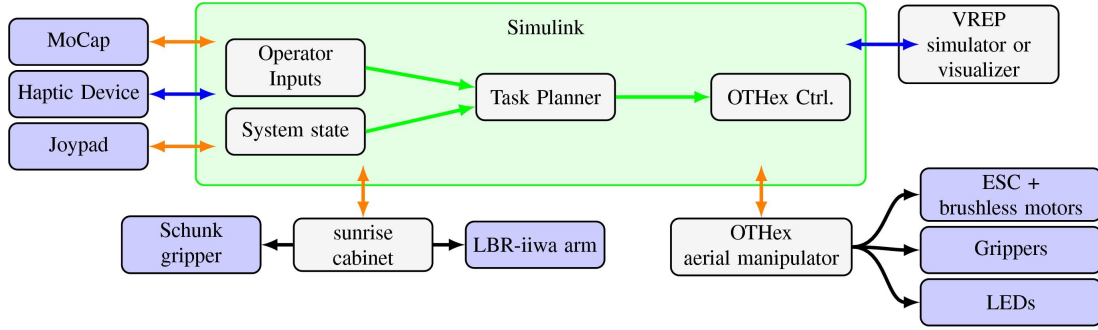 MoCap
Haptic Device
Joypad
Simulink
Operator
Inputs
System state
Task Planner
OTHex Ctrl.
VREP
simulator or
visualizer
Schunk
gripper
sunrise
cabinet
LBR-iiwa arm
OTHex
aerial manipulator
ESC +
brushless motors
Grippers
LEDs